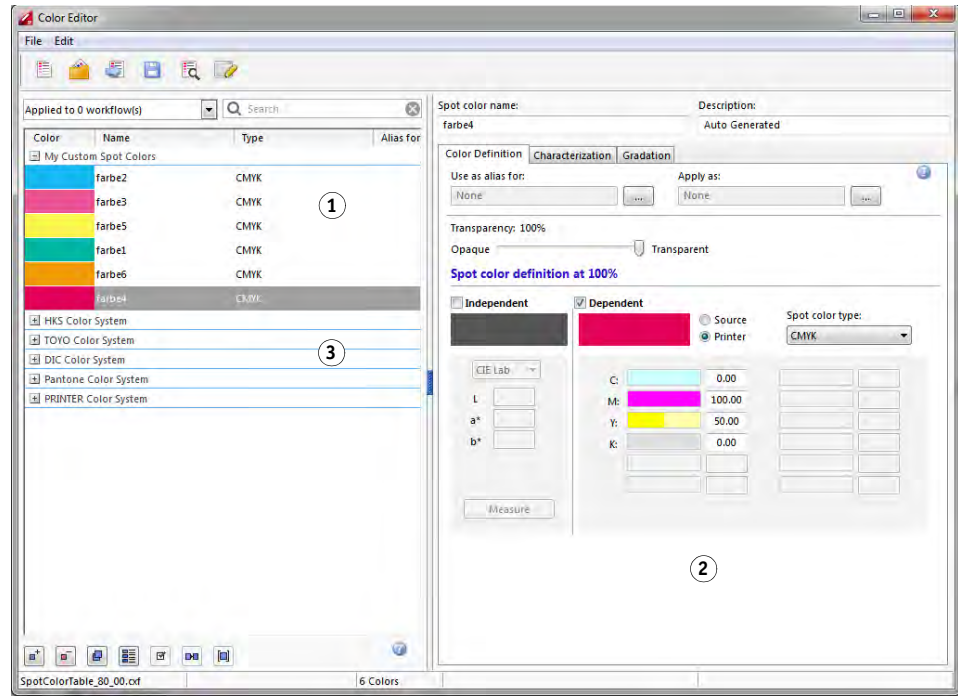 Color Editor
File Edit
Applied to 0 workflow(s)
Search
Color Name Type Alias for
My Custom Spot Colors
farbe2 CMYK
farbe3 CMYK
farbe5 CMYK
farbe1 CMYK
farbe6 CMYK
farbe4 CMYK
HKS Color System
TOYO Color System
DIC Color System
Pantone Color System
PRINTER Color System
1
3
SpotColorTable_80_00.cxf
6 Colors
Spot color name: Description:
farbe4 Auto Generated
Color Definition Characterization Gradation
Use as alias for: Apply as:
None ... None ...
Transparency: 100%
Opaque Transparent
Spot color definition at 100%
Independent Dependent
Source
Printer
Spot color type:
CMYK
CIE Lab
L
a*
b*
Measure
C: 0.00
M: 100.00
Y: 50.00
K: 0.00
2